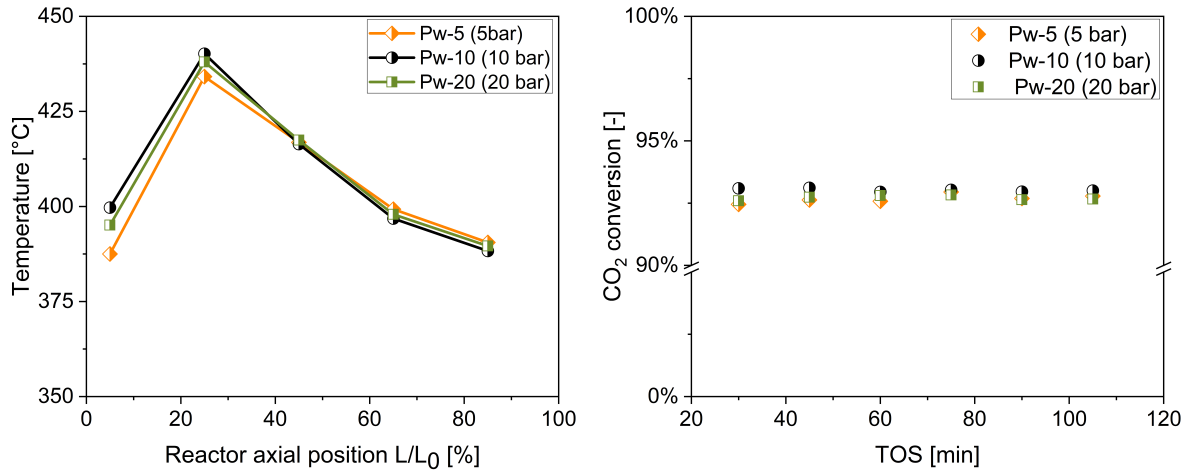 450
425
400
375
350
0
20
40
60
80
100
Temperature [°C]
Reactor axial position L/L0 [%]
Pw-5 (5bar)
Pw-10 (10 bar)
Pw-20 (20 bar)
100%
95%
90%
0%
20
40
60
80
100
120
CO2 conversion [-]
TOS [min]
Pw-5 (5 bar)
Pw-10 (10 bar)
Pw-20 (20 bar)